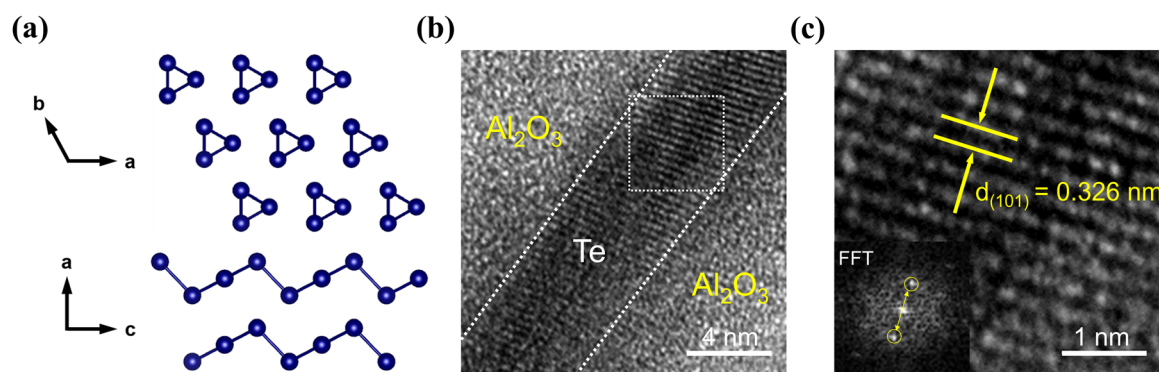 (a)
b
a
a
c
(b)
Al₂O₃
Te
Al₂O₃
4 nm
(c)
d₍₁₀₁₎ = 0.326 nm
FFT
1 nm